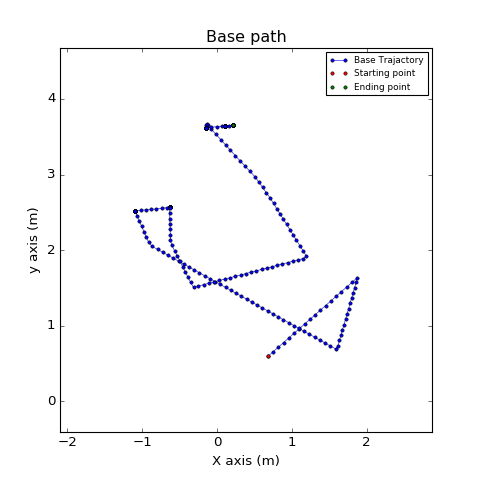 Base path
Base Trajactory
Starting point
Ending point
y axis (m)
4
3
2
1
0
−2
−1
0
1
2
X axis (m)